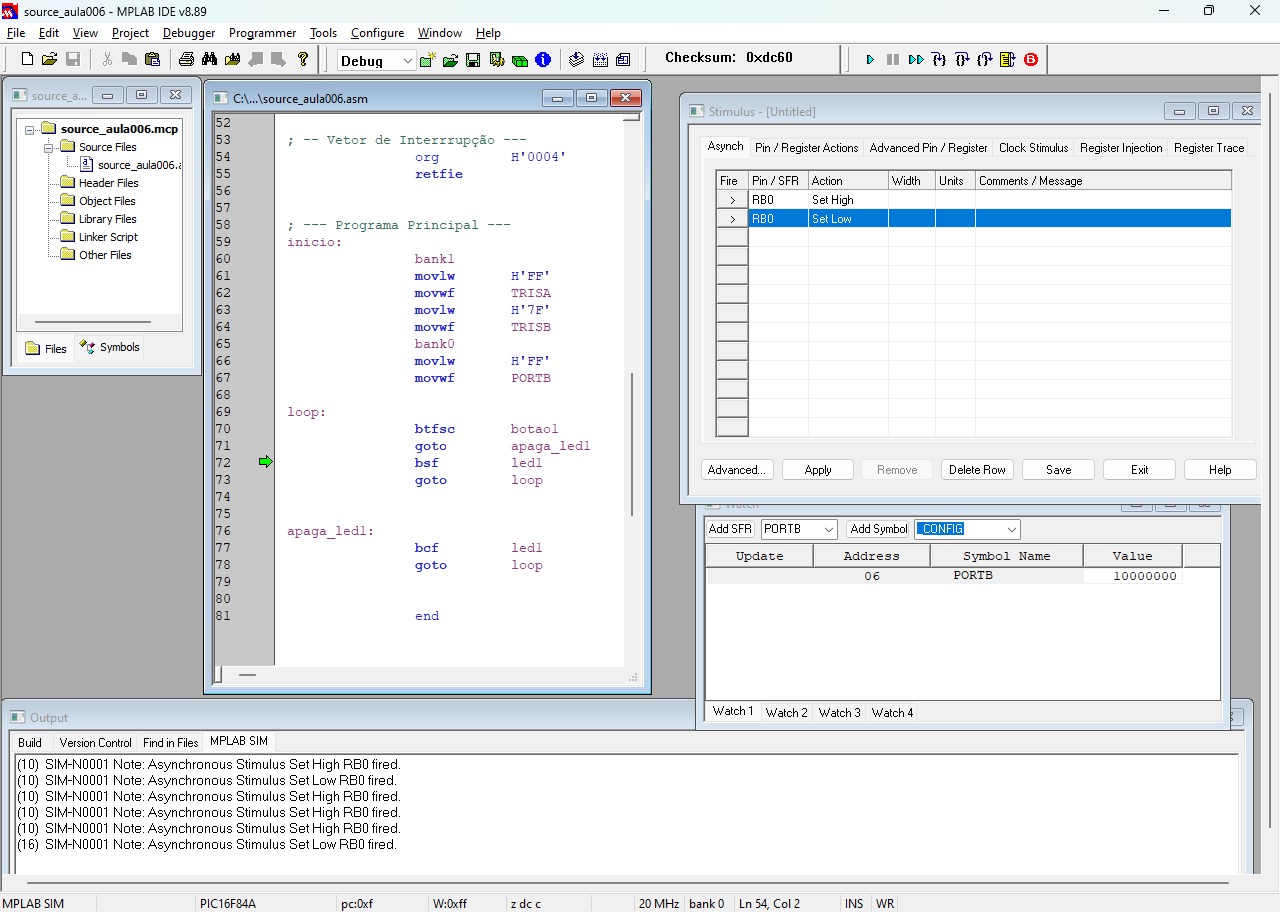 source_aula006 - MPLAB IDE v8.89
File Edit View Project Debugger Programmer Tools Configure Window Help
Debug
Checksum: 0xdc60
source_a...
source_aula006.mcp
Source Files
source_aula006.a
Header Files
Object Files
Library Files
Linker Script
Other Files
Files Symbols
C:\...\source_aula006.asm
52
53 ; -- Vetor de Interrrupção ---
54 org H'0004'
55 retfie
56
57
58 ; --- Programa Principal ---
59 inicio:
60 bank1
61 movlw H'FF'
62 movwf TRISA
63 movlw H'7F'
64 movwf TRISB
65 bank0
66 movlw H'FF'
67 movwf PORTB
68
69 loop:
70 btfsc botao1
71 goto apaga_led1
72 bsf led1
73 goto loop
74
75
76 apaga_led1:
77 bcf led1
78 goto loop
79
80
81 end
Stimulus - [Untitled]
Asynch Pin / Register Actions Advanced Pin / Register Clock Stimulus Register Injection Register Trace
Fire Pin / SFR Action Width Units Comments / Message
> RB0 Set High
> RB0 Set Low
Advanced... Apply Remove Delete Row Save Exit Help
Watch
Add SFR PORTB Add Symbol _CONFIG
Update Address Symbol Name Value
06 PORTB 10000000
Watch 1 Watch 2 Watch 3 Watch 4
Output
Build Version Control Find in Files MPLAB SIM
(10) SIM-N0001 Note: Asynchronous Stimulus Set High RB0 fired.
(10) SIM-N0001 Note: Asynchronous Stimulus Set Low RB0 fired.
(10) SIM-N0001 Note: Asynchronous Stimulus Set High RB0 fired.
(10) SIM-N0001 Note: Asynchronous Stimulus Set High RB0 fired.
(10) SIM-N0001 Note: Asynchronous Stimulus Set High RB0 fired.
(16) SIM-N0001 Note: Asynchronous Stimulus Set Low RB0 fired.
MPLAB SIM PIC16F84A pc:0xf W:0xff z dc c 20 MHz bank 0 Ln 54, Col 2 INS WR